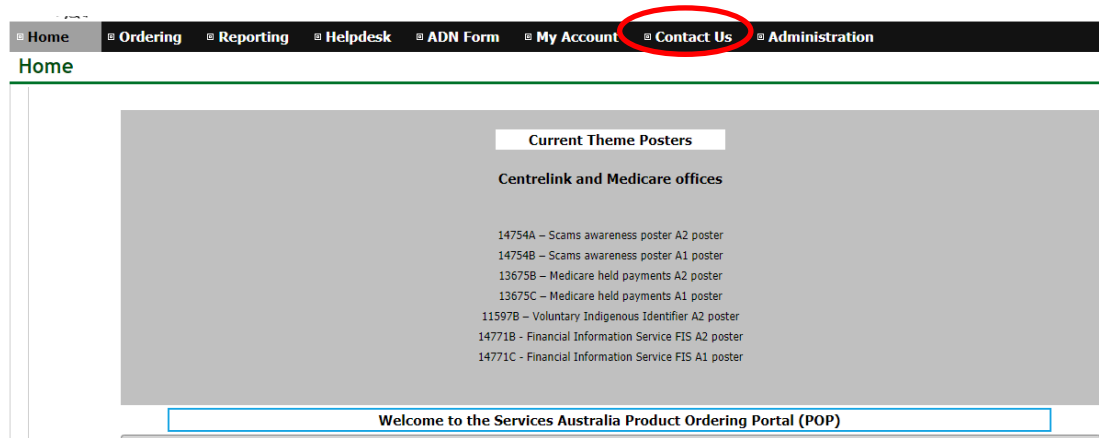 Home Ordering Reporting Helpdesk ADN Form My Account Contact Us Administration
Home
Current Theme Posters
Centrelink and Medicare offices
14754A – Scams awareness poster A2 poster
14754B – Scams awareness poster A1 poster
13675B – Medicare held payments A2 poster
13675C – Medicare held payments A1 poster
11597B – Voluntary Indigenous Identifier A2 poster
14771B - Financial Information Service FIS A2 poster
14771C - Financial Information Service FIS A1 poster
Welcome to the Services Australia Product Ordering Portal (POP)